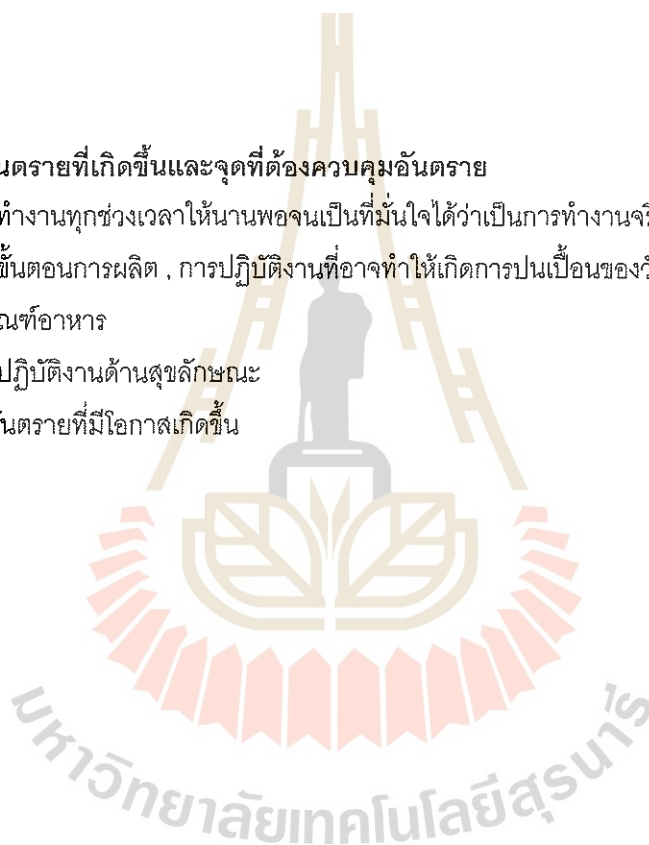 นตรายที่เกิดขึ้นและจุดที่ต้องควบคุมอันตราย
ทำงานทุกช่วงเวลาให้นานพอจนเป็นที่มั่นใจได้ว่าเป็นการทำงานจริ
ขั้นตอนการผลิต , การปฏิบัติงานที่อาจทำให้เกิดการปนเปื้อนของวั
ณฑ์อาหาร
ปฏิบัติงานด้านสุขลักษณะ
ันตรายที่มีโอกาสเกิดขึ้น
มหาวิทยาลัยเทคโนโลยีสุรนารี